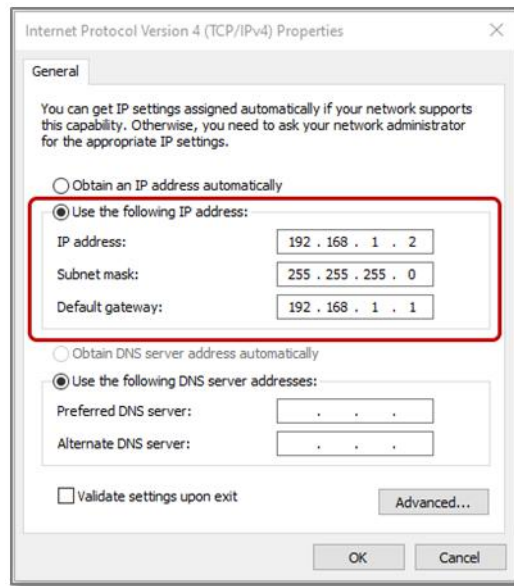 Internet Protocol Version 4 (TCP/IPv4) Properties
General
You can get IP settings assigned automatically if your network supports
this capability. Otherwise, you need to ask your network administrator
for the appropriate IP settings.
Obtain an IP address automatically
Use the following IP address:
IP address: 192 . 168 . 1 . 2
Subnet mask: 255 . 255 . 255 . 0
Default gateway: 192 . 168 . 1 . 1
Obtain DNS server address automatically
Use the following DNS server addresses:
Preferred DNS server: . . .
Alternate DNS server: . . .
Validate settings upon exit
Advanced...
OK Cancel